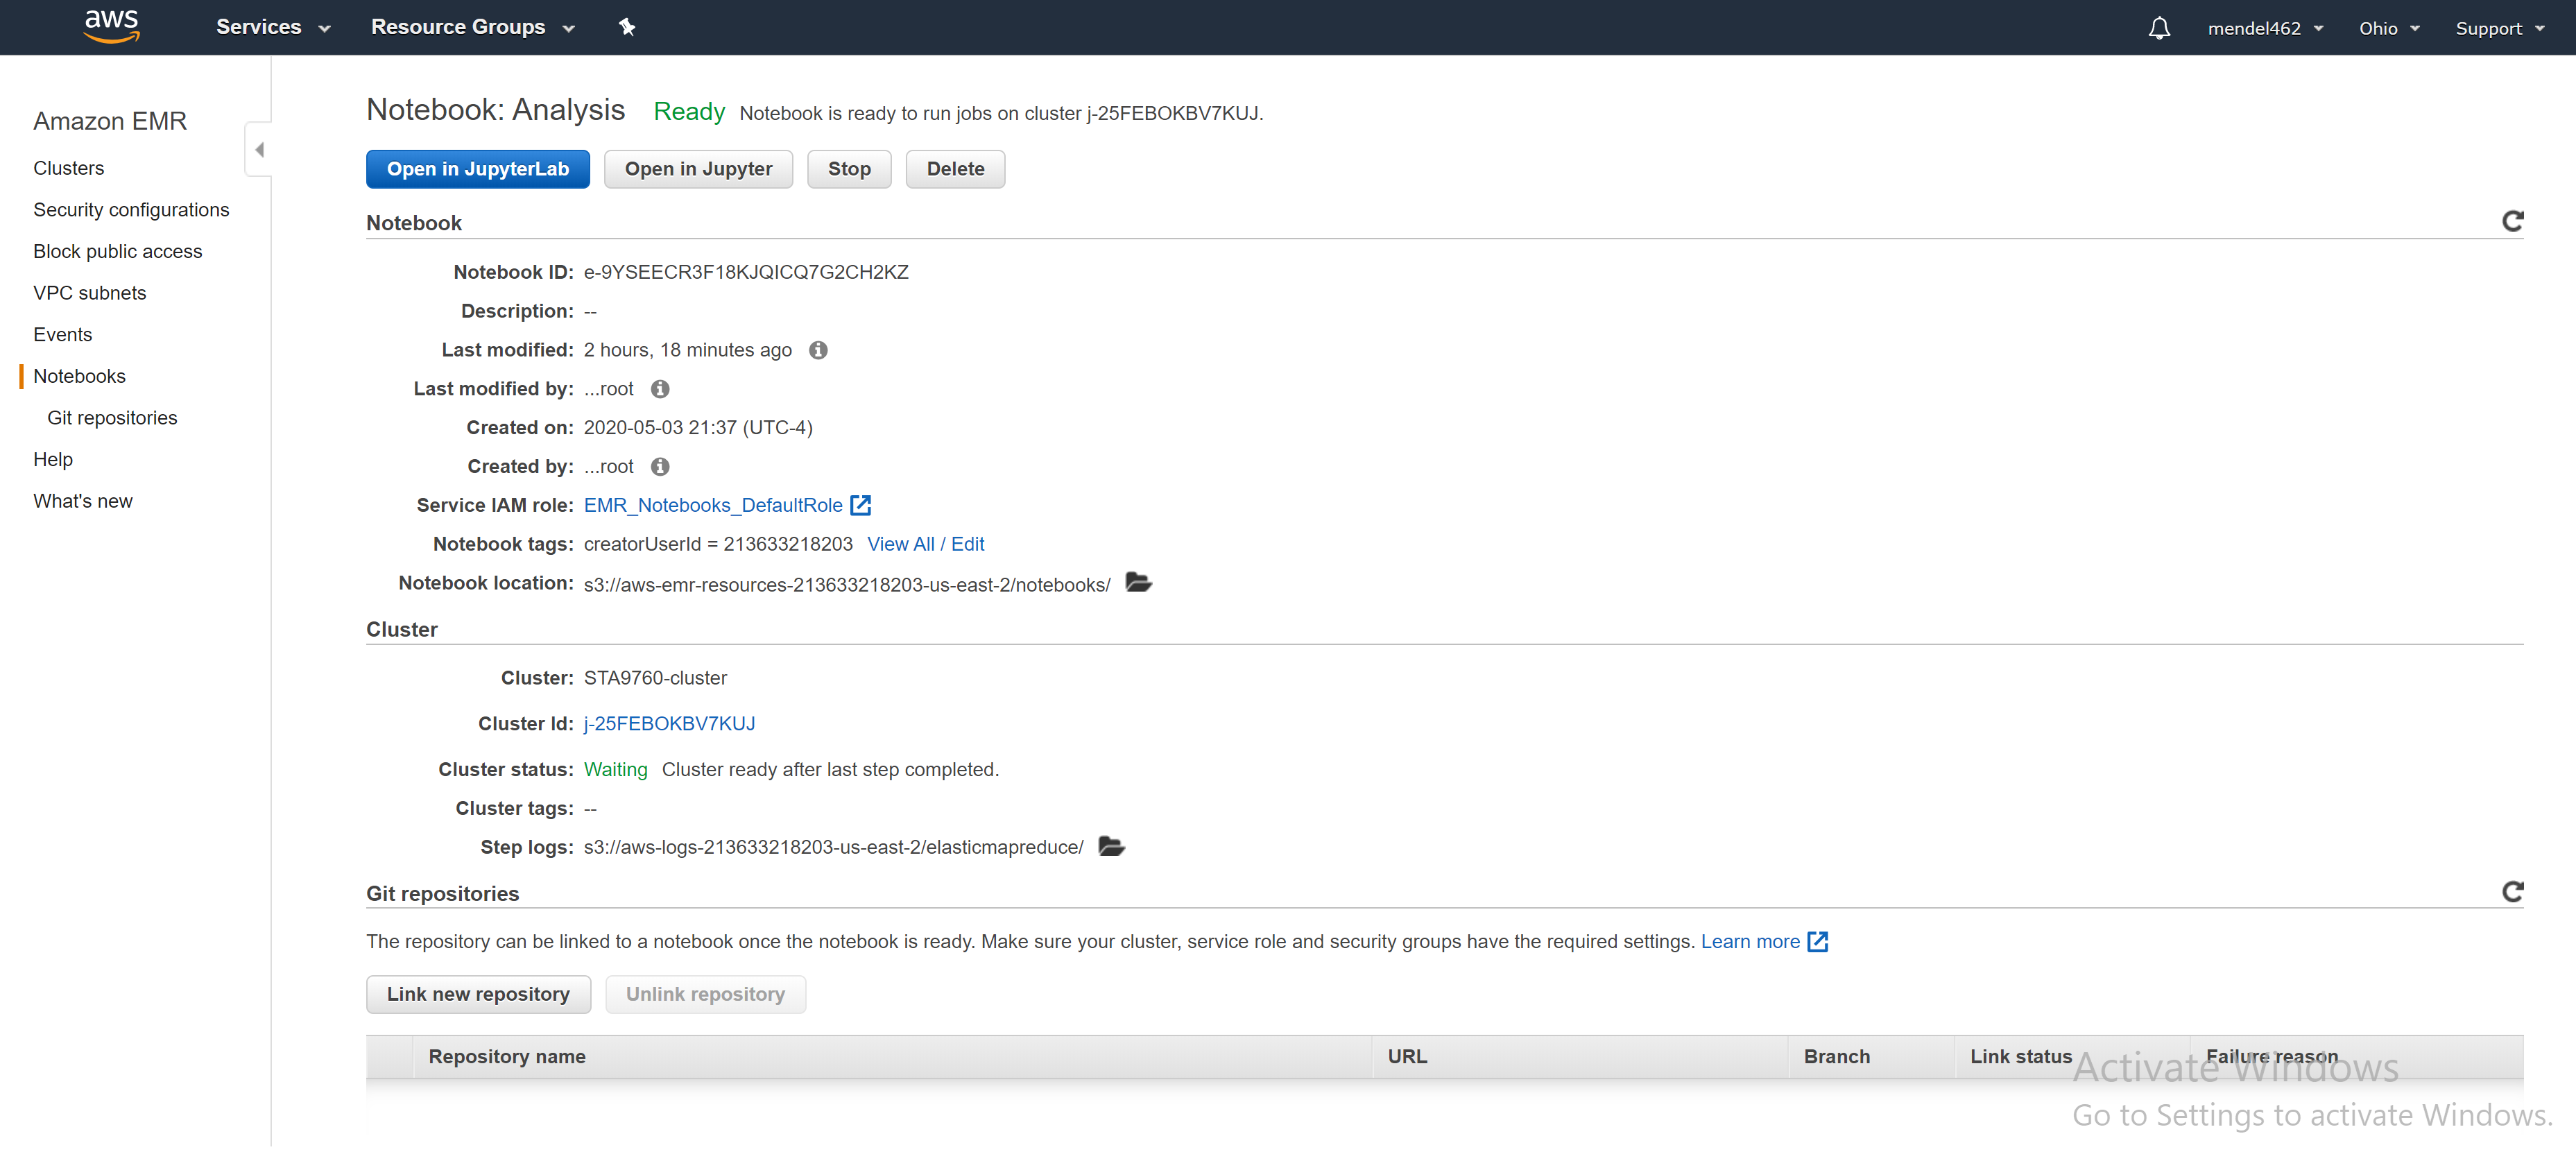 aws Services Resource Groups mendel462 Ohio Support
Amazon EMR
Clusters
Security configurations
Block public access
VPC subnets
Events
Notebooks
Git repositories
Help
What's new
Notebook: Analysis Ready Notebook is ready to run jobs on cluster j-25FEBOKBV7KUJ.
Open in JupyterLab Open in Jupyter Stop Delete
Notebook
Notebook ID: e-9YSEECR3F18KJQICQ7G2CH2KZ
Description: --
Last modified: 2 hours, 18 minutes ago
Last modified by: ...root
Created on: 2020-05-03 21:37 (UTC-4)
Created by: ...root
Service IAM role: EMR_Notebooks_DefaultRole
Notebook tags: creatorUserId = 213633218203 View All / Edit
Notebook location: s3://aws-emr-resources-213633218203-us-east-2/notebooks/
Cluster
Cluster: STA9760-cluster
Cluster Id: j-25FEBOKBV7KUJ
Cluster status: Waiting Cluster ready after last step completed.
Cluster tags: --
Step logs: s3://aws-logs-213633218203-us-east-2/elasticmapreduce/
Git repositories
The repository can be linked to a notebook once the notebook is ready. Make sure your cluster, service role and security groups have the required settings. Learn more
Link new repository Unlink repository
Repository name URL Branch Link status Failure reason
Activate Windows
Go to Settings to activate Windows.